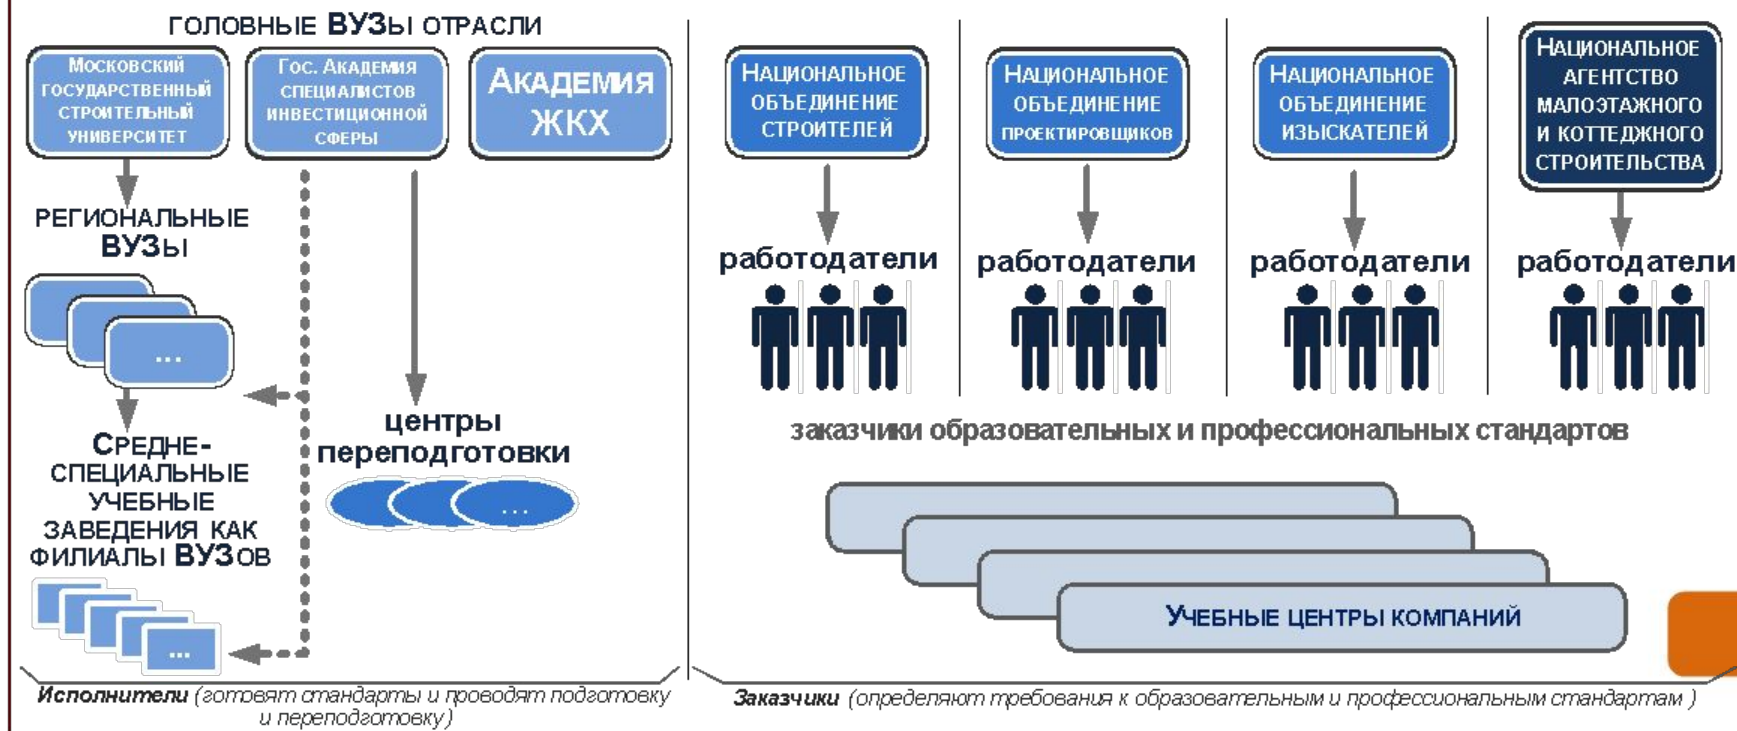 ГОЛОВНЫЕ ВУЗЫ ОТРАСЛИ
МОСКОВСКИЙ
ГОСУДАРСТВЕННЫЙ
СТРОИТЕЛЬНЫЙ
УНИВЕРСИТЕТ
ГОС. АКАДЕМИЯ
СПЕЦИАЛИСТОВ
ИНВЕСТИЦИОННОЙ
СФЕРЫ
АКАДЕМИЯ
ЖКХ
РЕГИОНАЛЬНЫЕ
ВУЗЫ
...
СРЕДНЕ-
СПЕЦИАЛЬНЫЕ
УЧЕБНЫЕ
ЗАВЕДЕНИЯ КАК
ФИЛИАЛЫ ВУЗОВ
...
центры
переподготовки
...
Исполнители (готовят стандарты и проводят подготовку
и переподготовку)
НАЦИОНАЛЬНОЕ
ОБЪЕДИНЕНИЕ
СТРОИТЕЛЕЙ
работодатели
НАЦИОНАЛЬНОЕ
ОБЪЕДИНЕНИЕ
ПРОЕКТИРОВЩИКОВ
работодатели
НАЦИОНАЛЬНОЕ
ОБЪЕДИНЕНИЕ
ИЗЫСКАТЕЛЕЙ
работодатели
НАЦИОНАЛЬНОЕ
АГЕНТСТВО
МАЛОЭТАЖНОГО
И КОТТЕДЖНОГО
СТРОИТЕЛЬСТВА
работодатели
заказчики образовательных и профессиональных стандартов
УЧЕБНЫЕ ЦЕНТРЫ КОМПАНИЙ
Заказчики (определяют требования к образовательным и профессиональным стандартам )